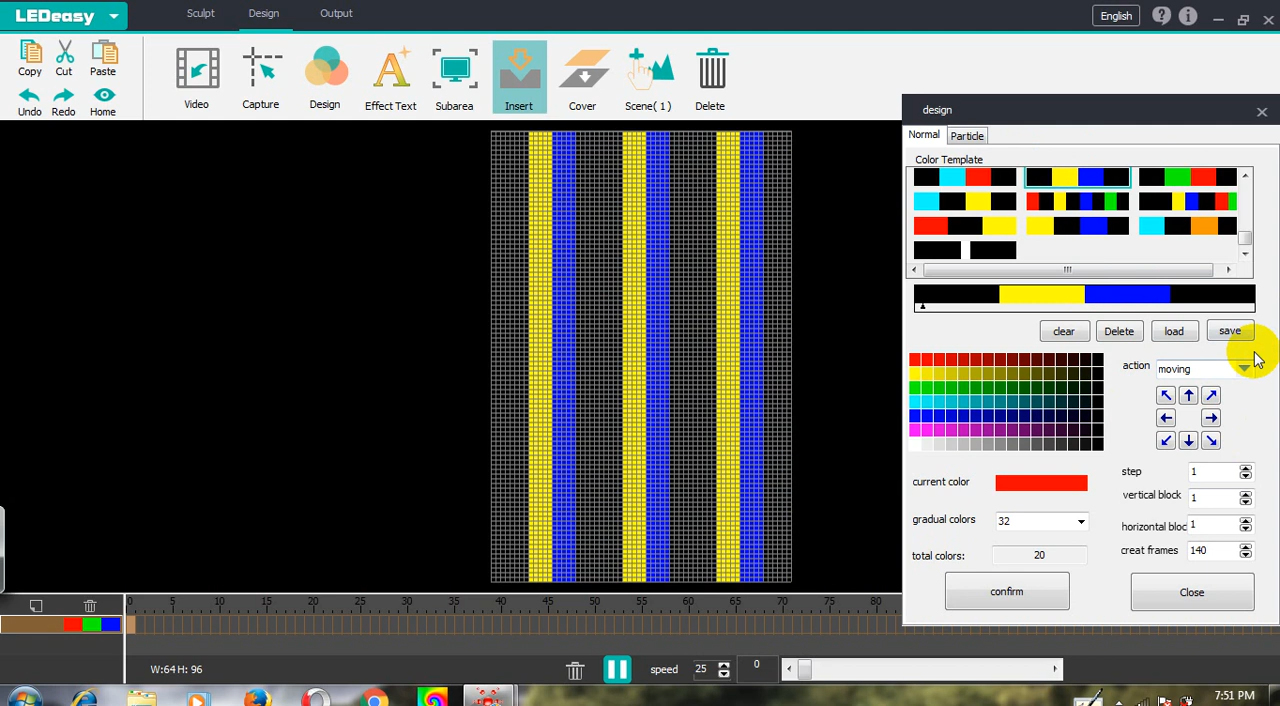 LEDeasy
Sculpt
Design
Output
English
Copy
Cut
Paste
Undo
Redo
Home
Video
Capture
Design
Effect Text
Subarea
Insert
Cover
Scene( 1 )
Delete
design
Normal
Particle
Color Template
clear
Delete
load
save
action
moving
current color
gradual colors
32
total colors:
20
step
1
vertical block
1
horizontal bloc
1
creat frames
140
confirm
Close
0 5 10 15 20 25 30 35 40 45 50 55 60 65 70 75 80
W:64 H: 96
speed
25
0
7:51 PM